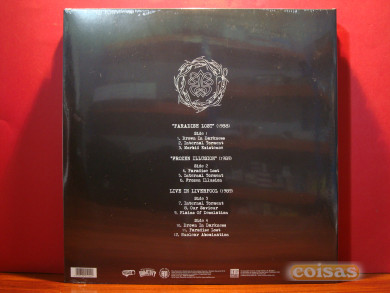 "PARADISE LOST" (1988)
Side 1
1. Drown In Darkness
2. Internal Torment
3. Morbid Existence
"FROZEN ILLUSION" (1989)
Side 2
4. Paradise Lost
5. Internal Torment
6. Frozen Illusion
LIVE IN LIVERPOOL (1989)
Side 3
7. Internal Torment
8. Our Saviour
9. Plains Of Desolation
Side 4
10. Drown In Darkness
11. Paradise Lost
12. Nuclear Abomination
coisas